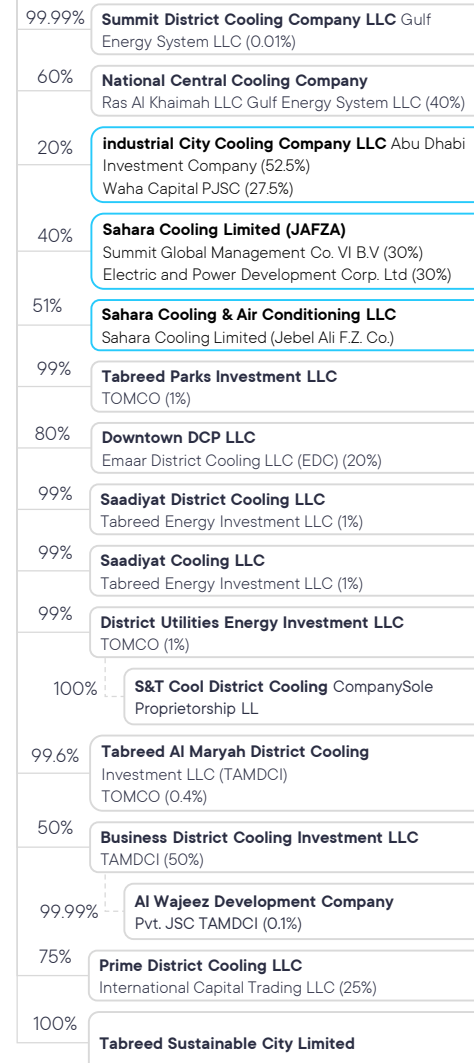 99.99%
Summit District Cooling Company LLC Gulf
Energy System LLC (0.01%)
60%
National Central Cooling Company
Ras Al Khaimah LLC Gulf Energy System LLC (40%)
20%
industrial City Cooling Company LLC Abu Dhabi
Investment Company (52.5%)
Waha Capital PJSC (27.5%)
40%
Sahara Cooling Limited (JAFZA)
Summit Global Management Co. VI B.V (30%)
Electric and Power Development Corp. Ltd (30%)
51%
Sahara Cooling & Air Conditioning LLC
Sahara Cooling Limited (Jebel Ali F.Z. Co.)
99%
Tabreed Parks Investment LLC
TOMCO (1%)
80%
Downtown DCP LLC
Emaar District Cooling LLC (EDC) (20%)
99%
Saadiyat District Cooling LLC
Tabreed Energy Investment LLC (1%)
99%
Saadiyat Cooling LLC
Tabreed Energy Investment LLC (1%)
99%
District Utilities Energy Investment LLC
TOMCO (1%)
100%
S&T Cool District Cooling CompanySole
Proprietorship LL
99.6%
Tabreed Al Maryah District Cooling
Investment LLC (TAMDCI)
TOMCO (0.4%)
50%
Business District Cooling Investment LLC
TAMDCI (50%)
99.99%
Al Wajeez Development Company
Pvt. JSC TAMDCI (0.1%)
75%
Prime District Cooling LLC
International Capital Trading LLC (25%)
100%
Tabreed Sustainable City Limited